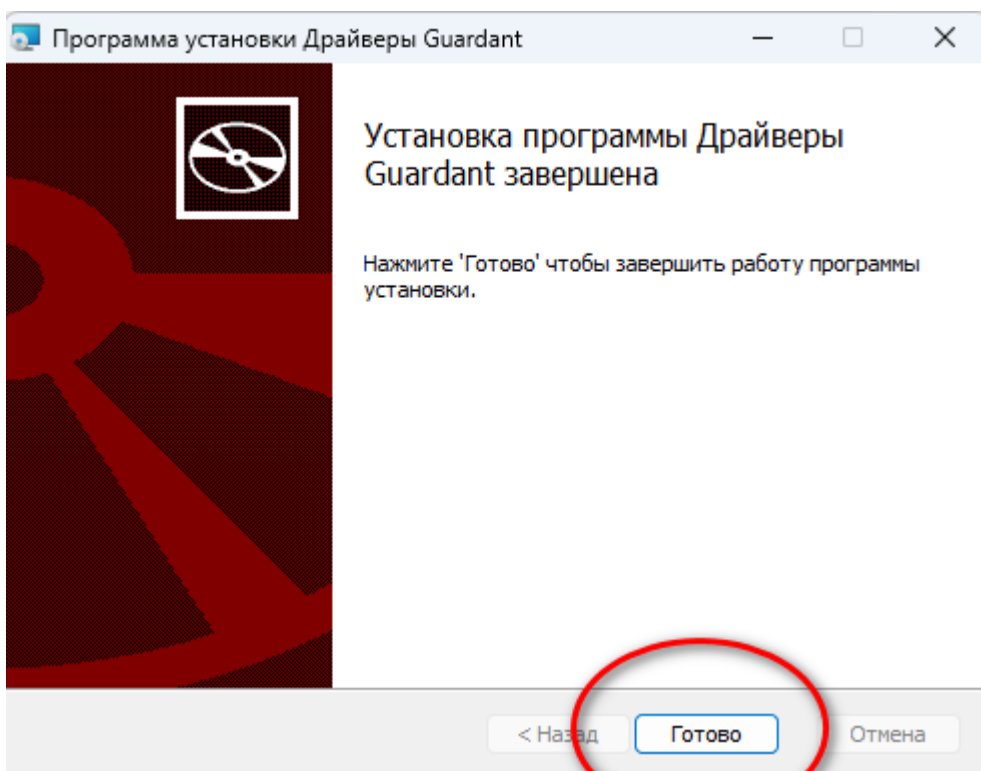 Программа установки Драйверы Guardant
Установка программы Драйверы
Guardant завершена
Нажмите 'Готово' чтобы завершить работу программы
установки.
< Назад Готово Отмена